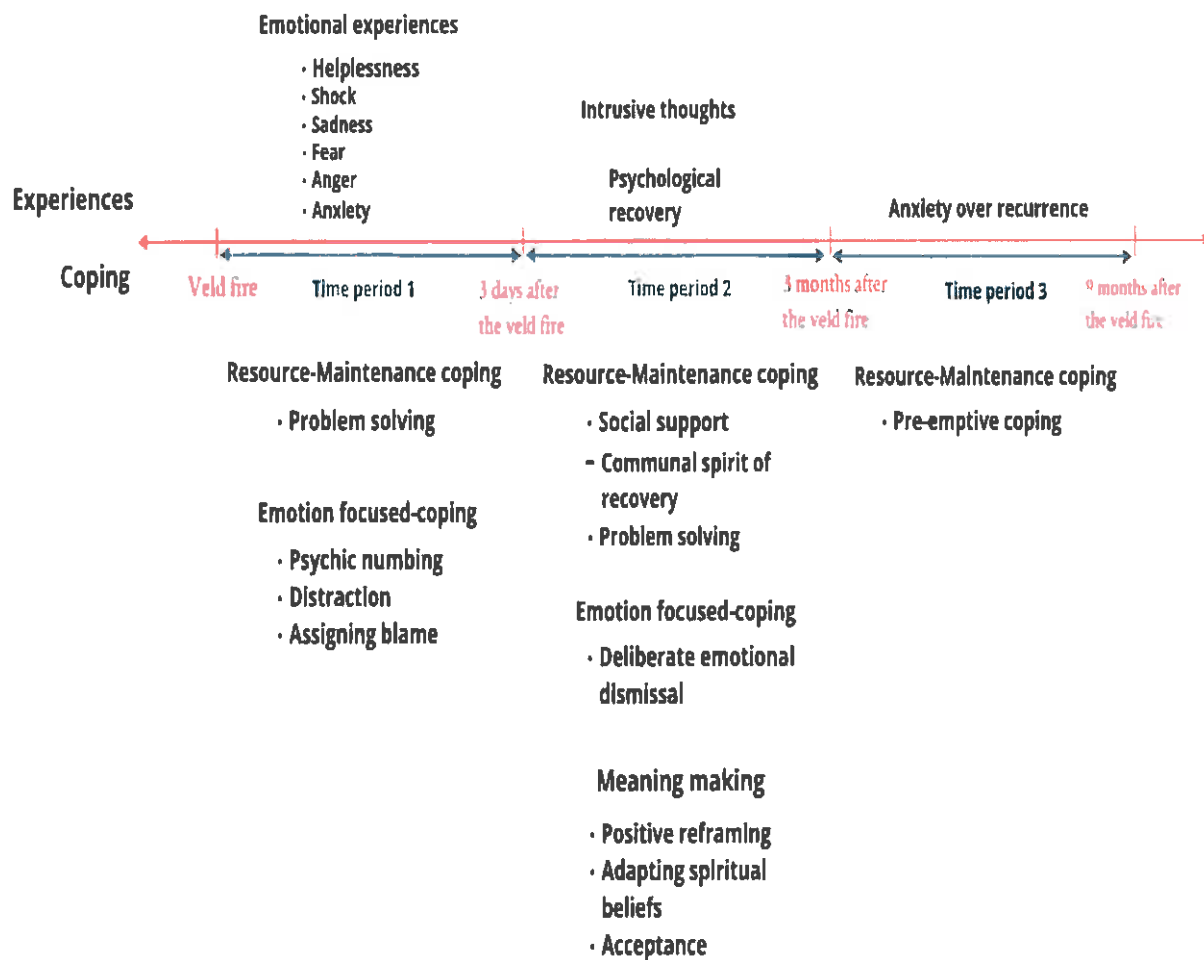 Emotional experiences
· Helplessness
· Shock
· Sadness
· Fear
· Anger
· Anxiety
Intrusive thoughts
Psychological
recovery
Anxiety over recurrence
Experiences
Coping
Veld fire
Time period 1
3 days after
the veld fire
Time period 2
3 months after
the veld fire
Time period 3
9 months after
the veld fire
Resource-Maintenance coping
· Problem solving
Emotion focused-coping
· Psychic numbing
· Distraction
· Assigning blame
Resource-Maintenance coping
· Social support
- Communal spirit of
recovery
· Problem solving
Emotion focused-coping
· Deliberate emotional
dismissal
Meaning making
· Positive reframing
· Adapting spiritual
beliefs
· Acceptance
Resource-Maintenance coping
· Pre-emptive coping